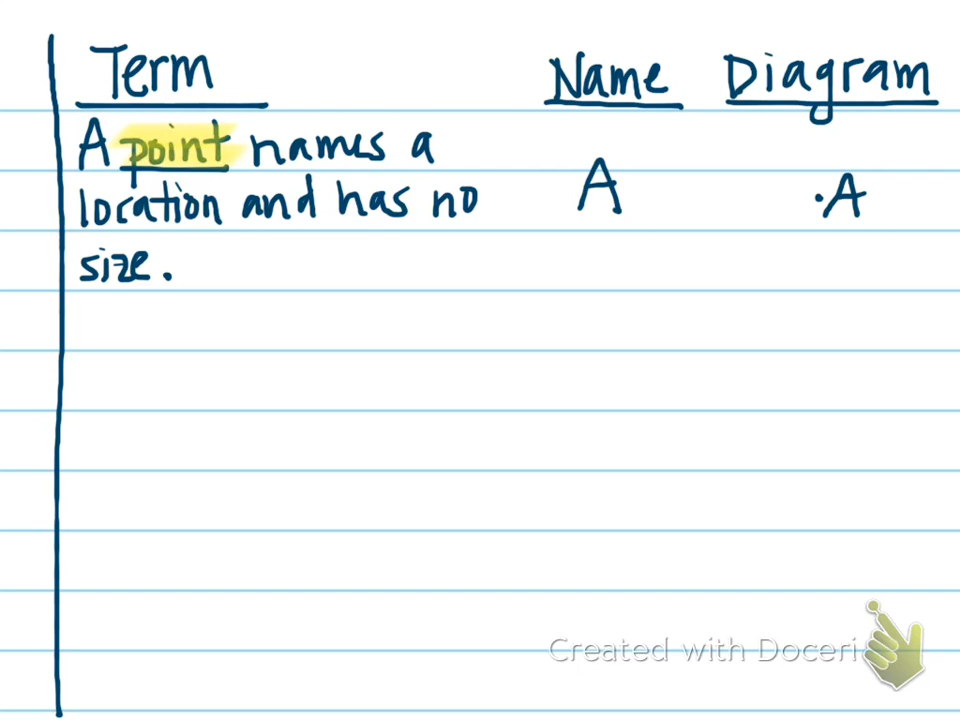 Term Name Diagram
A point names a
A .A
location and has no
size.
Created with Doceri